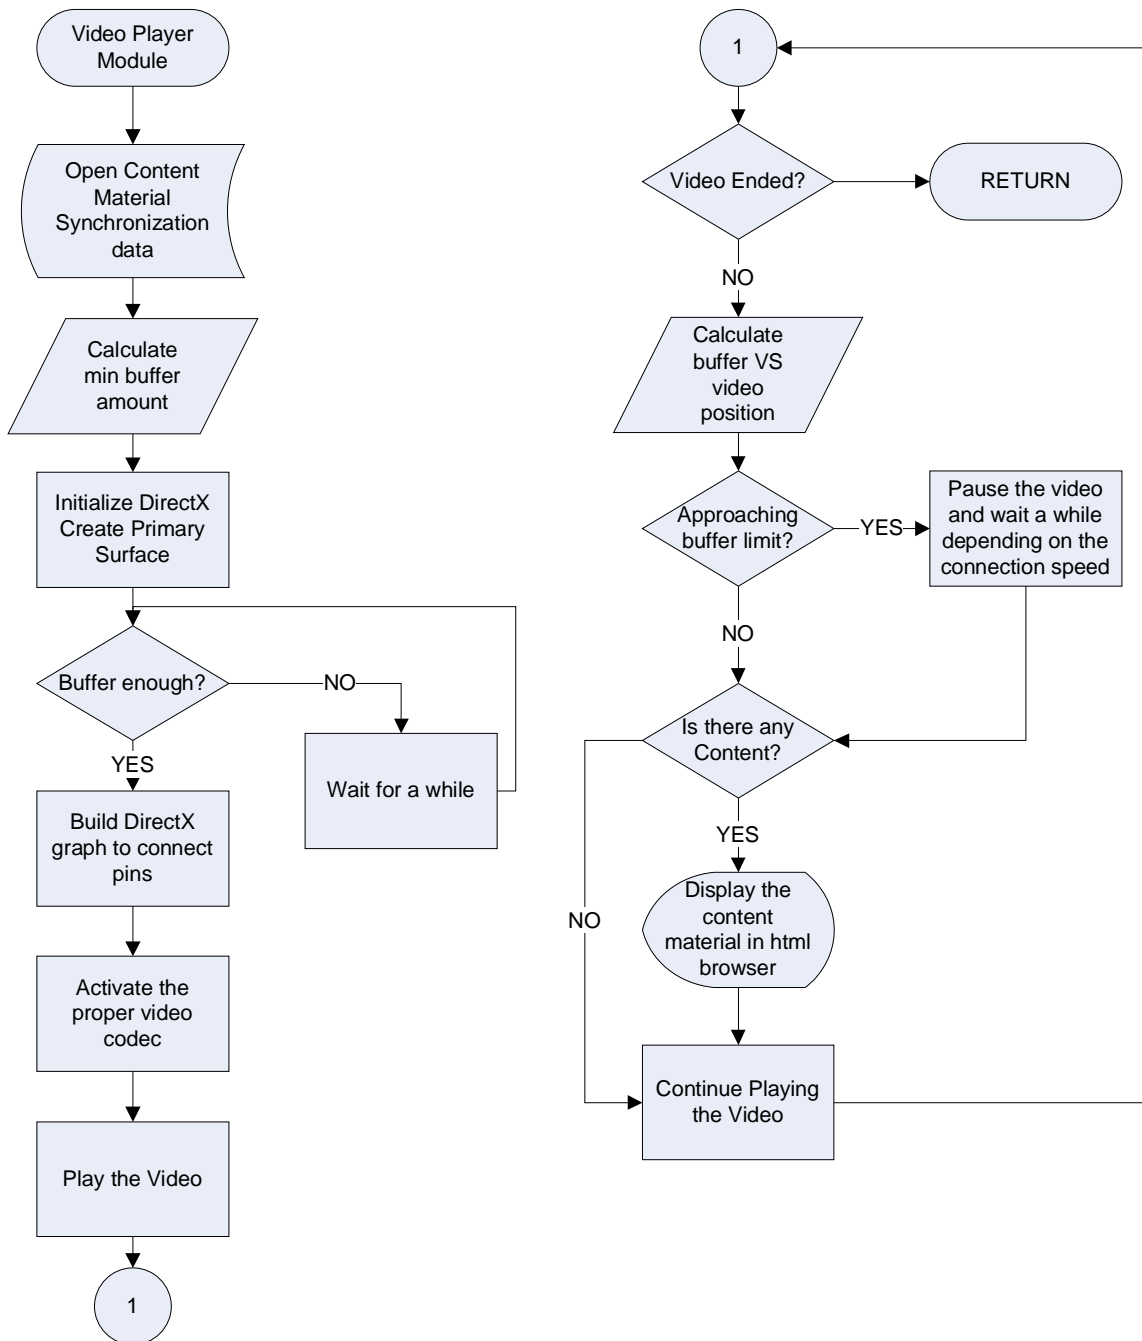 Video Player
Module
Open Content
Material
Synchronization
data
Calculate
min buffer
amount
Initialize DirectX
Create Primary
Surface
Buffer enough?
NO
Wait for a while
YES
Build DirectX
graph to connect
pins
Activate the
proper video
codec
Play the Video
1
1
Video Ended?
RETURN
NO
Calculate
buffer VS
video
position
Approaching
buffer limit?
YES
Pause the video
and wait a while
depending on the
connection speed
NO
Is there any
Content?
YES
NO
Display the
content
material in html
browser
Continue Playing
the Video